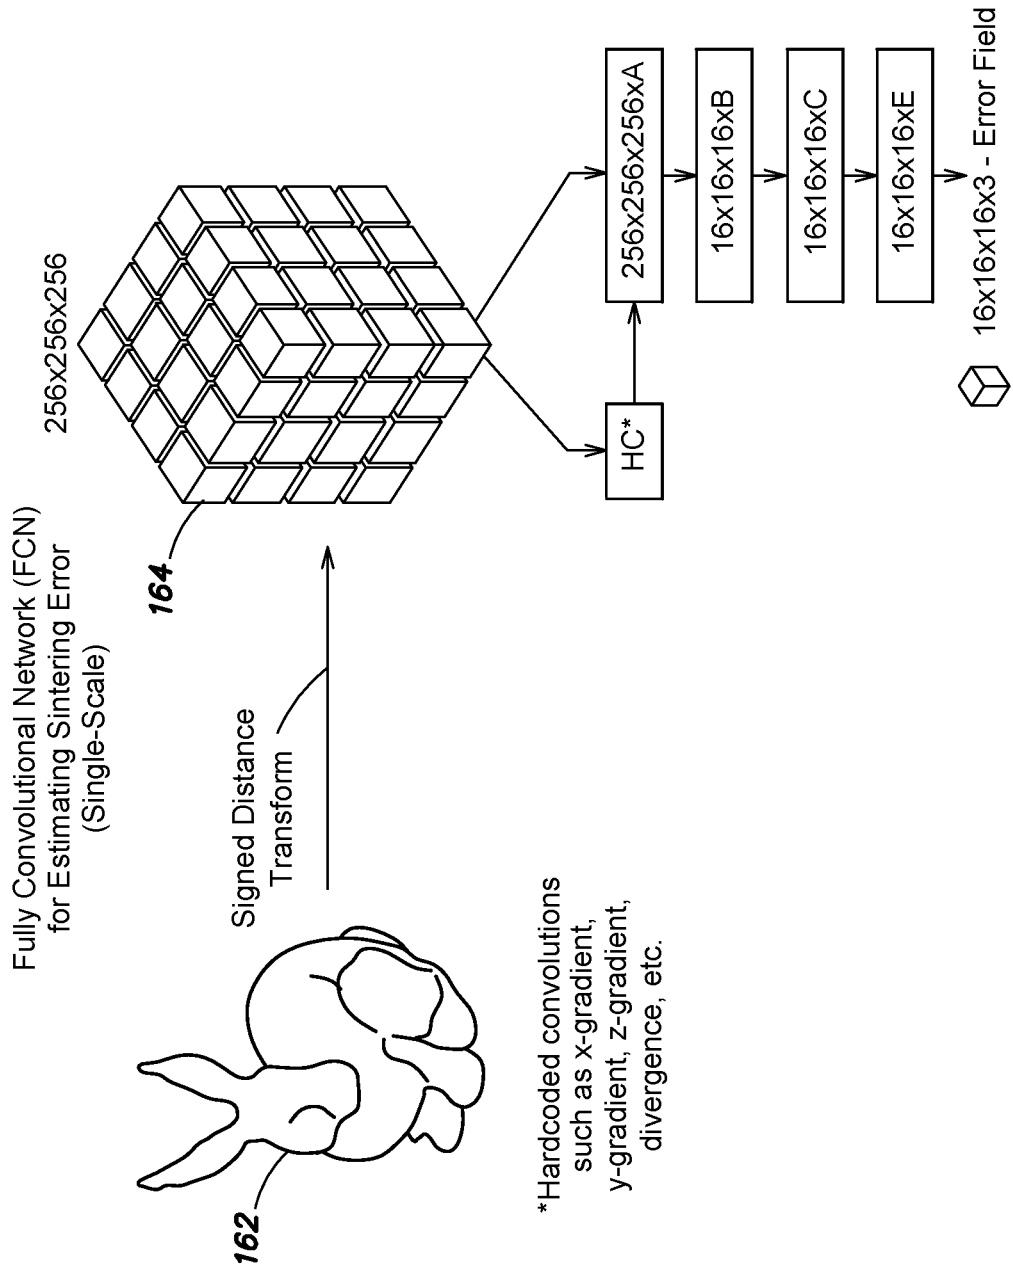 Fully Convolutional Network (FCN)
for Estimating Sintering Error
(Single-Scale)
162
Signed Distance
Transform
164
256x256x256
*Hardcoded convolutions
such as x-gradient,
y-gradient, z-gradient,
divergence, etc.
HC*
256x256x256xA
16x16x16xB
16x16x16xC
16x16x16xE
16x16x16x3 - Error Field